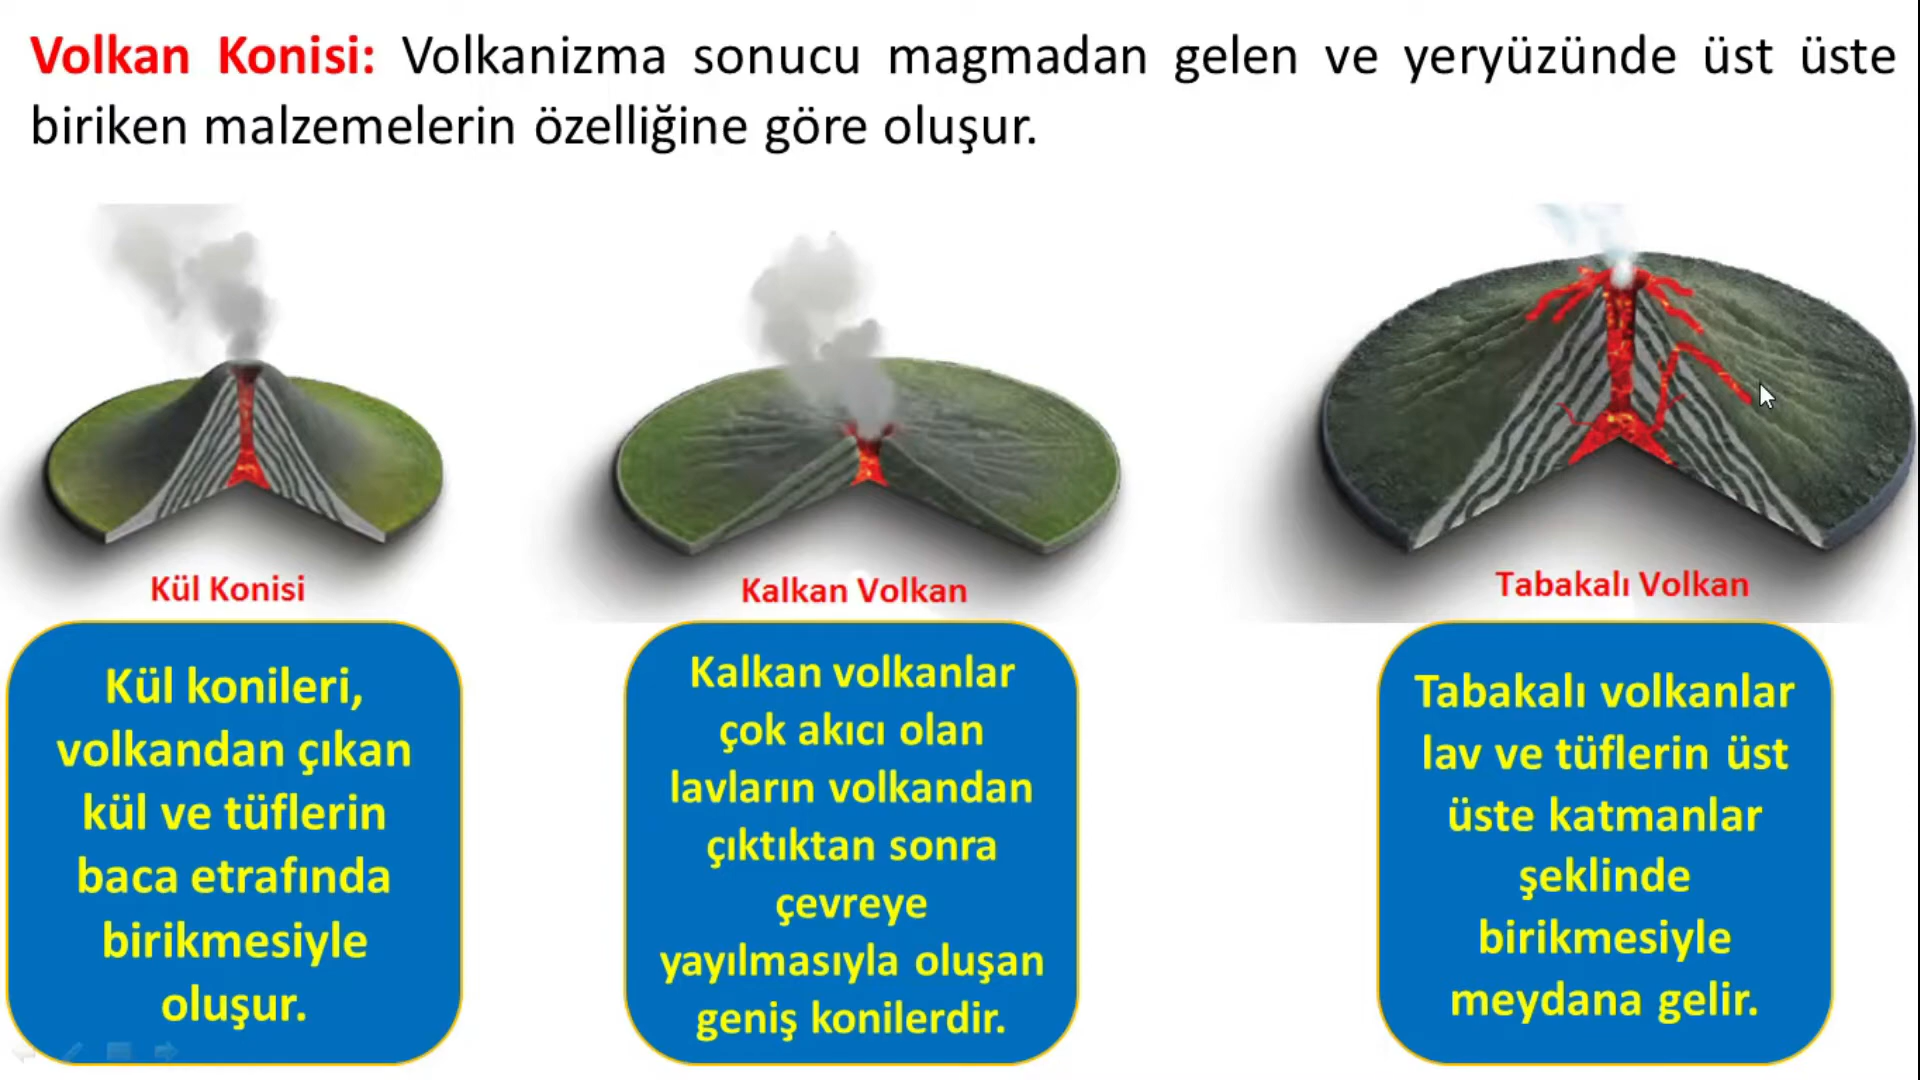 Volkan Konisi: Volkanizma sonucu magmadan gelen ve yeryüzünde üst üste
biriken malzemelerin özelliğine göre oluşur.
Kül Konisi
Kül konileri,
volkandan çıkan
kül ve tüflerin
baca etrafında
birikmesiyle
oluşur.
Kalkan Volkan
Kalkan volkanlar
çok akıcı olan
lavların volkandan
çıktıktan sonra
çevreye
yayılmasıyla oluşan
geniş konilerdir.
Tabakalı Volkan
Tabakalı volkanlar
lav ve tüflerin üst
üste katmanlar
şeklinde
birikmesiyle
meydana gelir.